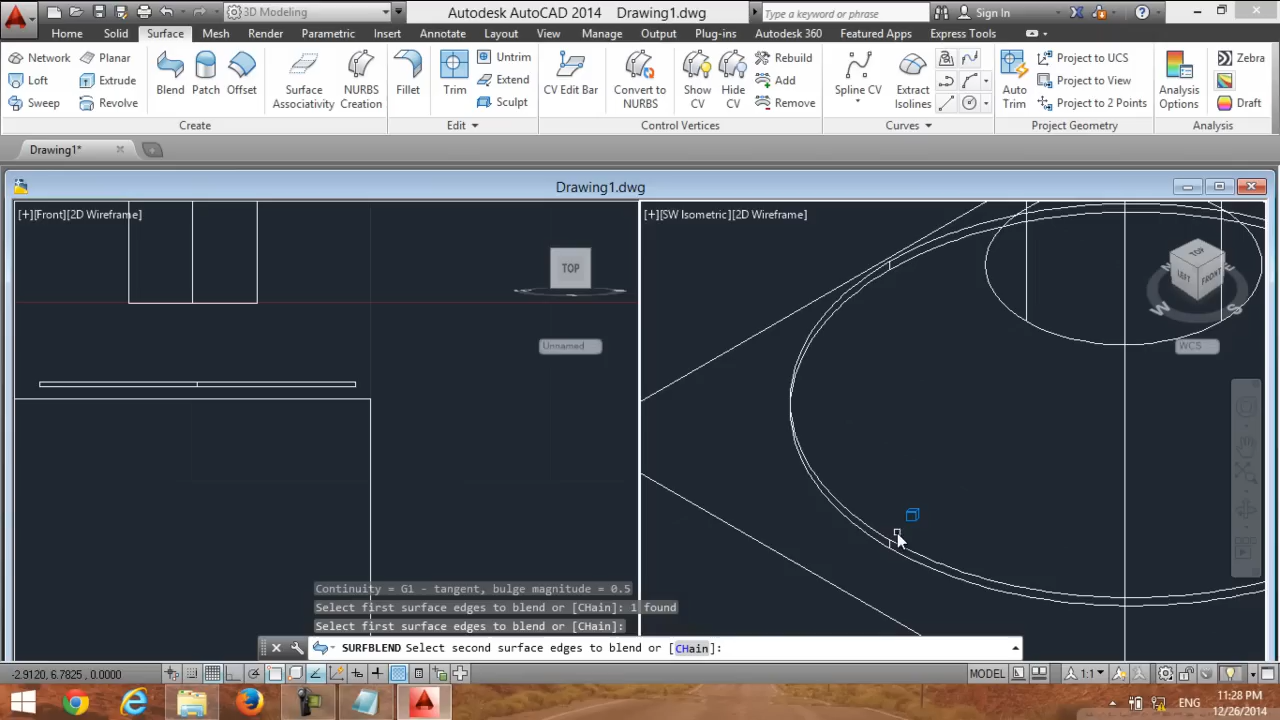 3D Modeling
Autodesk AutoCAD 2014 Drawing1.dwg
Type a keyword or phrase
Sign In
Home Solid Surface Mesh Render Parametric Insert Annotate Layout View Manage Output Plug-ins Autodesk 360 Featured Apps Express Tools
Network
Loft
Sweep
Planar
Extrude
Revolve
Blend
Patch
Offset
Surface
Associativity
NURBS
Creation
Fillet
Trim
Untrim
Extend
Sculpt
CV Edit Bar
Convert to
NURBS
Show
CV
Hide
CV
Rebuild
Add
Remove
Spline CV
Extract
Isolines
Auto
Trim
Project to UCS
Project to View
Project to 2 Points
Analysis
Options
Zebra
Draft
Create
Edit
Control Vertices
Curves
Project Geometry
Analysis
Drawing1*
Drawing1.dwg
[+][Front][2D Wireframe]
[+][SW Isometric][2D Wireframe]
TOP
Unnamed
TOP
LEFT
FRONT
N
E
W
S
WCS
Continuity = G1 - tangent, bulge magnitude = 0.5
Select first surface edges to blend or [CHain]: 1 found
Select first surface edges to blend or [CHain]:
SURFBLEND Select second surface edges to blend or [CHain]:
-2.9120, 6.7825, 0.0000
MODEL
1:1
ENG
11:28 PM
12/26/2014